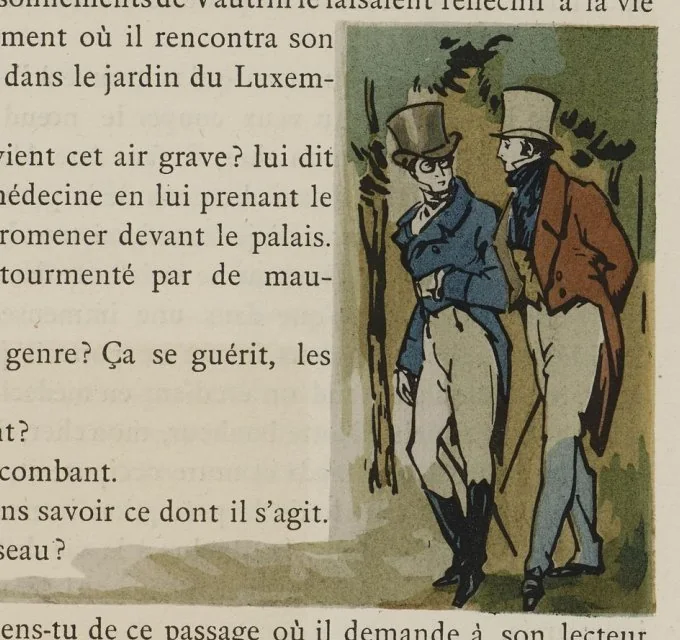 sonnements de Vautrin le faisaient réfléchir à la vie
ment où il rencontra son
dans le jardin du Luxem-
vient cet air grave? lui dit
médecine en lui prenant le
romener devant le palais.
tourmenté par de mau-
genre? Ça se guérit, les
nt?
combant.
ns savoir ce dont il s'agit.
seau?
ens-tu de ce passage où il demande à son lecteur